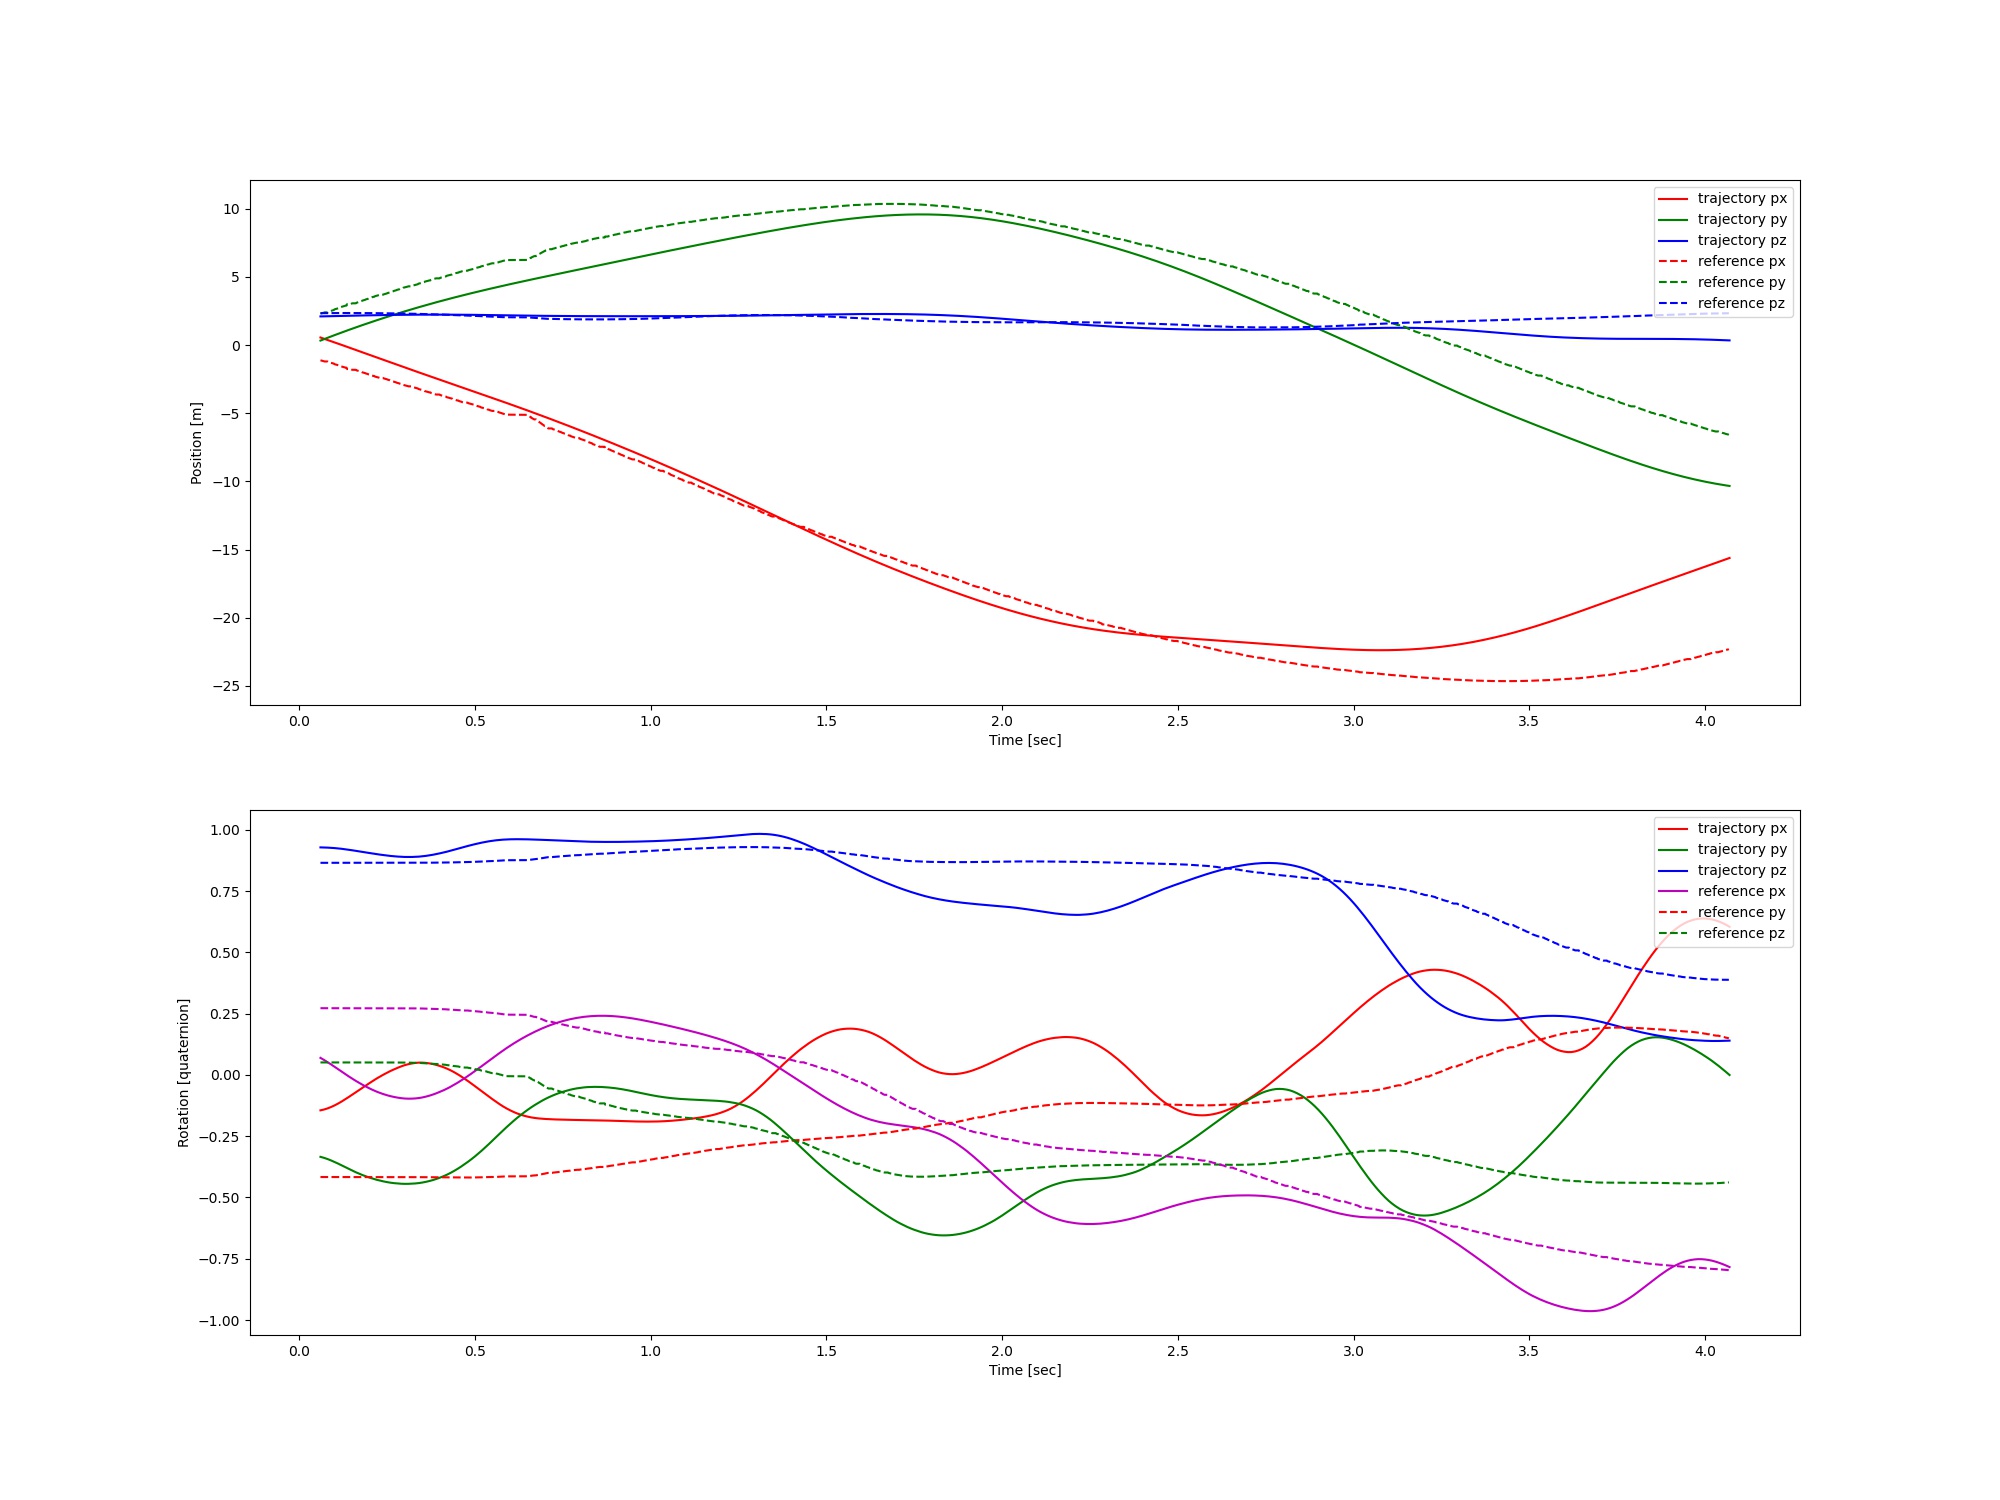 10
5
0
−5
−10
−15
−20
−25
Position [m]
0.0 0.5 1.0 1.5 2.0 2.5 3.0 3.5 4.0
Time [sec]
trajectory px
trajectory py
trajectory pz
reference px
reference py
reference pz
1.00
0.75
0.50
0.25
0.00
−0.25
−0.50
−0.75
−1.00
Rotation [quaternion]
0.0 0.5 1.0 1.5 2.0 2.5 3.0 3.5 4.0
Time [sec]
trajectory px
trajectory py
trajectory pz
reference px
reference py
reference pz